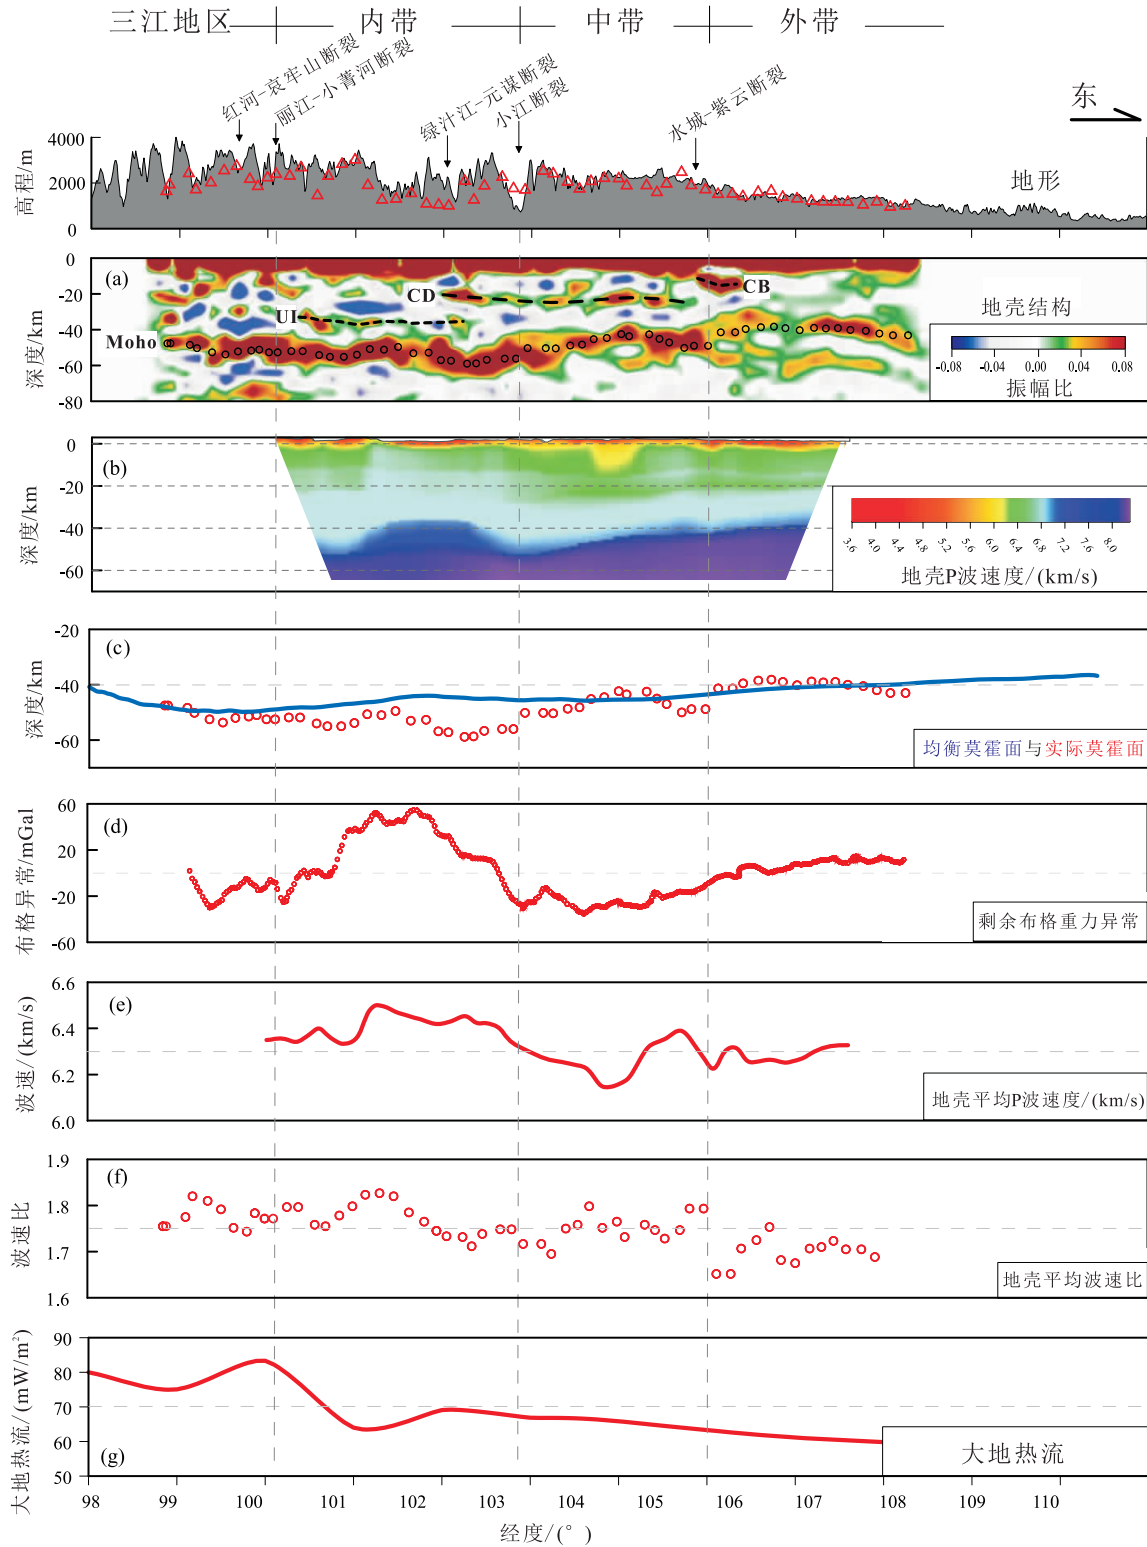 三江地区 内带 中带 外带
红河-哀牢山断裂
丽江-小菁河断裂
绿汁江-元谋断裂
小江断裂
水城-紫云断裂
东
高程/m
4000
2000
0
地形
深度/km
0
-20
-40
-60
-80
(a)
CD
CB
UI
Moho
地壳结构
-0.08 -0.04 0.00 0.04 0.08
振幅比
深度/km
0
-20
-40
-60
(b)
3.6 4.0 4.4 4.8 5.2 5.6 6.0 6.4 6.8 7.2 7.6 8.0
地壳P波速度/(km/s)
深度/km
-20
-40
-60
(c)
均衡莫霍面与实际莫霍面
布格异常/mGal
60
20
-20
-60
(d)
剩余布格重力异常
波速/(km/s)
6.6
6.4
6.2
6.0
(e)
地壳平均P波速度/(km/s)
波速比
1.9
1.8
1.7
1.6
(f)
地壳平均波速比
大地热流/(mW/m²)
90
80
70
60
50
(g)
大地热流
98 99 100 101 102 103 104 105 106 107 108 109 110
经度/(°)